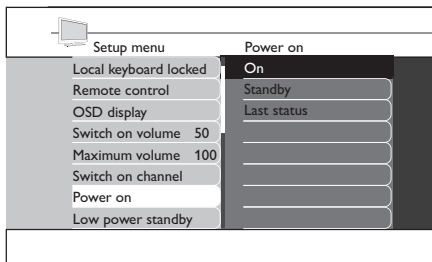 Setup menu
Power on
Local keyboard locked
On
Remote control
Standby
OSD display
Last status
Switch on volume 50
Maximum volume 100
Switch on channel
Power on
Low power standby